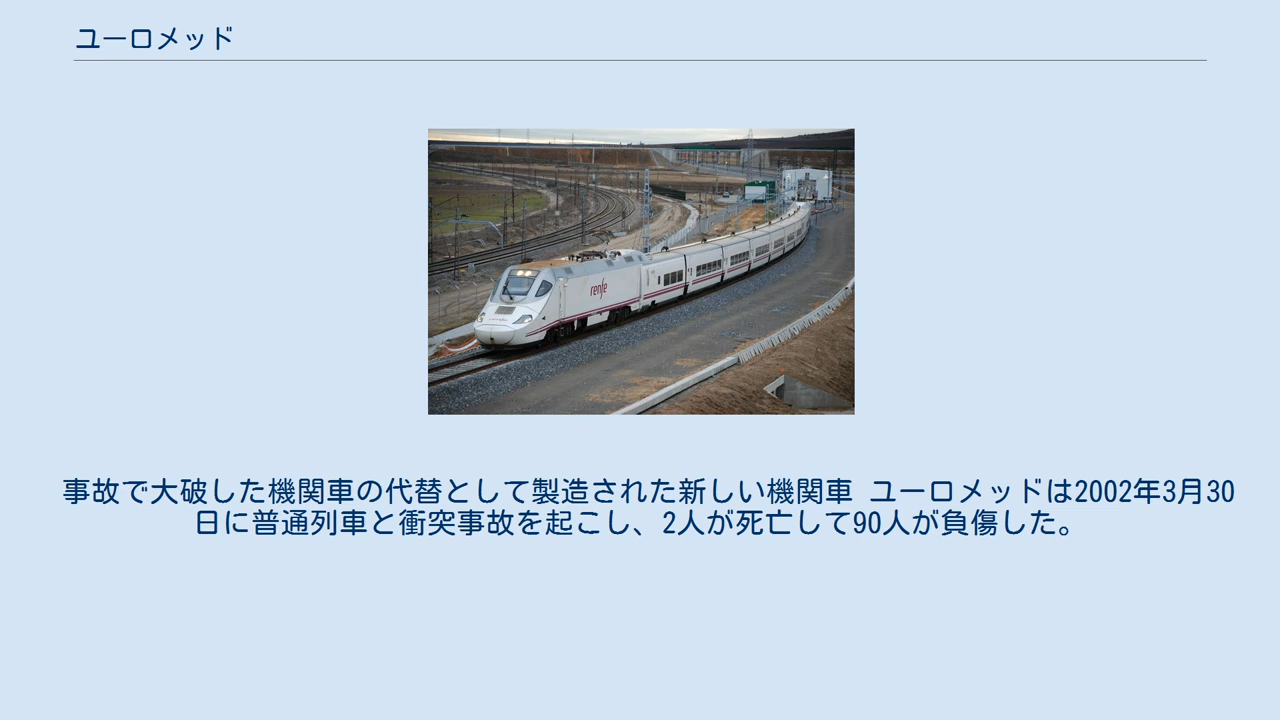 ユーロメッド
renfe
事故で大破した機関車の代替として製造された新しい機関車 ユーロメッドは2002年3月30
日に普通列車と衝突事故を起こし、2人が死亡して90人が負傷した。